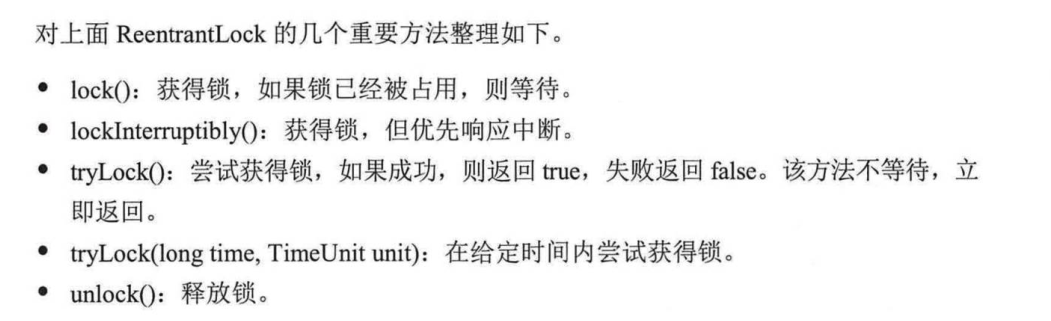 对上面 ReentrantLock 的几个重要方法整理如下。
• lock()：获得锁，如果锁已经被占用，则等待。
• lockInterruptibly()：获得锁，但优先响应中断。
• tryLock()：尝试获得锁，如果成功，则返回 true，失败返回 false。该方法不等待，立
即返回。
• tryLock(long time, TimeUnit unit)：在给定时间内尝试获得锁。
• unlock()：释放锁。